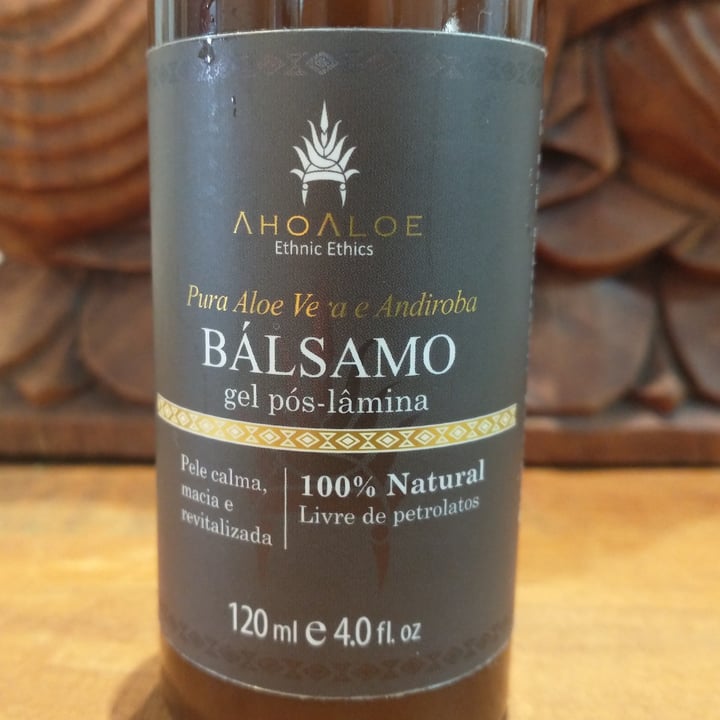 AHOALOE
Ethnic Ethics
Pura Aloe Vera e Andiroba
BÁLSAMO
gel pós-lâmina
Pele calma,
macia e
revitalizada
100% Natural
Livre de petrolatos
120 ml e 4.0 fl. oz